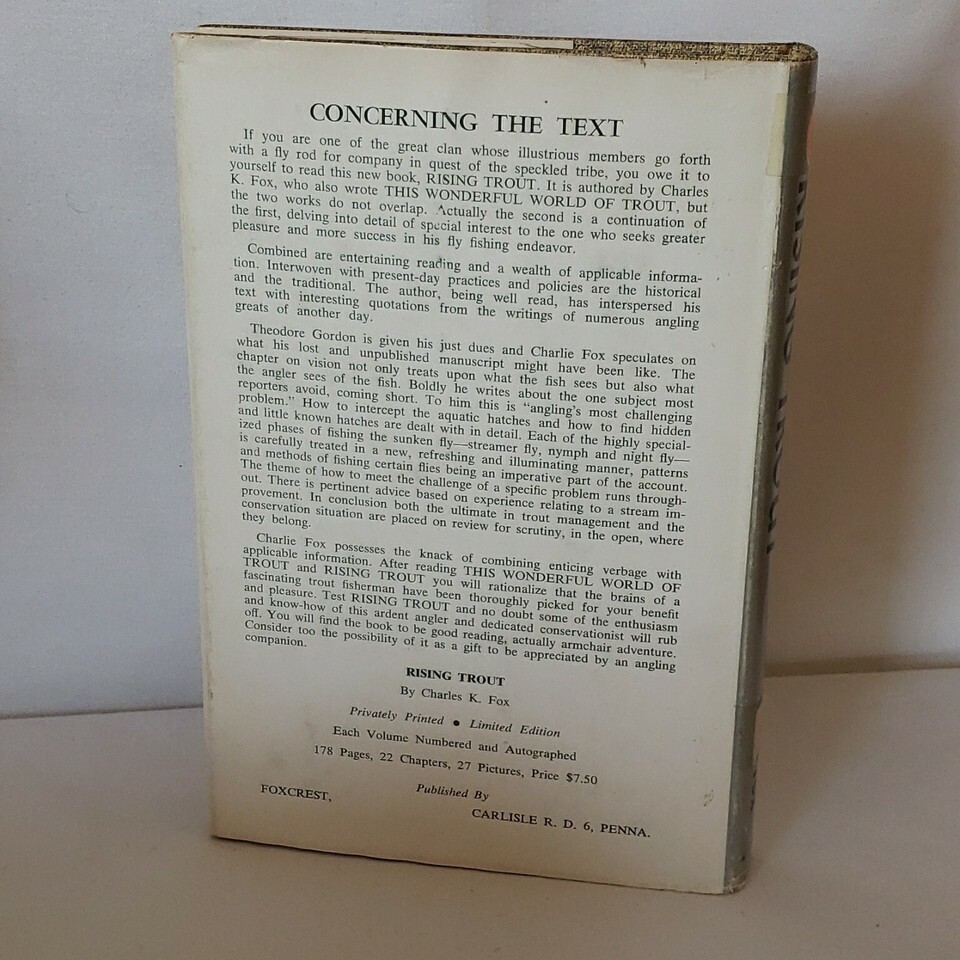 CONCERNING THE TEXT
If you are one of the great clan whose illustrious members go forth
with a fly rod for company in quest of the speckled tribe, you owe it to
yourself to read this new book, RISING TROUT. It is authored by Charles
K. Fox, who also wrote THIS WONDERFUL WORLD OF TROUT, but
the two works do not overlap. Actually the second is a continuation of
the first, delving into detail of special interest to the one who seeks greater
pleasure and more success in his fly fishing endeavor.
Combined are entertaining reading and a wealth of applicable informa-
tion. Interwoven with present-day practices and policies are the historical
and the traditional. The author, being well read, has interspersed his
text with interesting quotations from the writings of numerous angling
greats of another day.
Theodore Gordon is given his just dues and Charlie Fox speculates on
what his lost and unpublished manuscript might have been like. The
chapter on vision not only treats upon what the fish sees but also what
the angler sees of the fish. Boldly he writes about the one subject most
reporters avoid, coming short. To him this is "angling's most challenging
problem." How to intercept the aquatic hatches and how to find hidden
and little known hatches are dealt with in detail. Each of the highly special-
ized phases of fishing the sunken fly—streamer fly, nymph and night fly—
is carefully treated in a new, refreshing and illuminating manner, patterns
and methods of fishing certain flies being an imperative part of the account.
The theme of how to meet the challenge of a specific problem runs through-
out. There is pertinent advice based on experience relating to a stream im-
provement. In conclusion both the ultimate in trout management and the
conservation situation are placed on review for scrutiny, in the open, where
they belong.
Charlie Fox possesses the knack of combining enticing verbage with
applicable information. After reading THIS WONDERFUL WORLD OF
TROUT and RISING TROUT you will rationalize that the brains of a
fascinating trout fisherman have been thoroughly picked for your benefit
and pleasure. Test RISING TROUT and no doubt some of the enthusiasm
and know-how of this ardent angler and dedicated conservationist will rub
off. You will find the book to be good reading, actually armchair adventure.
Consider too the possibility of it as a gift to be appreciated by an angling
companion.
RISING TROUT
By Charles K. Fox
Privately Printed • Limited Edition
Each Volume Numbered and Autographed
178 Pages, 22 Chapters, 27 Pictures, Price $7.50
Published By
FOXCREST,
CARLISLE R. D. 6, PENNA.
RISING TROUT